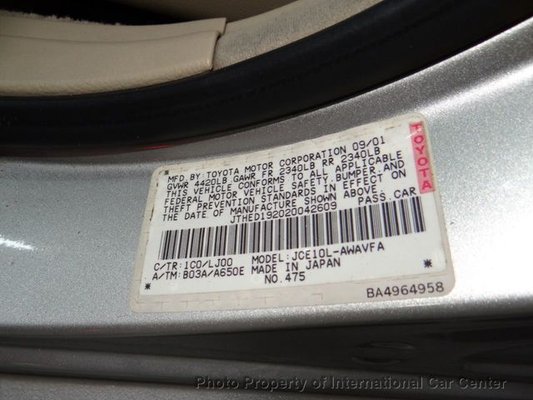 MFD. BY: TOYOTA MOTOR CORPORATION 09/01
GVWR 4420LB GAWR FR 2340LB RR 2340LB
THIS VEHICLE CONFORMS TO ALL APPLICABLE
FEDERAL MOTOR VEHICLE SAFETY, BUMPER, AND
THEFT PREVENTION STANDARDS IN EFFECT ON
THE DATE OF MANUFACTURE SHOWN ABOVE.
JTHED192020042609 PASS. CAR
TOYOTA
C/TR: 1C0/LJ00 MODEL: JCE10L-AWAVFA
A/TM: B03A/A650E MADE IN JAPAN
NO. 475
BA4964958
Photo Property of International Car Center